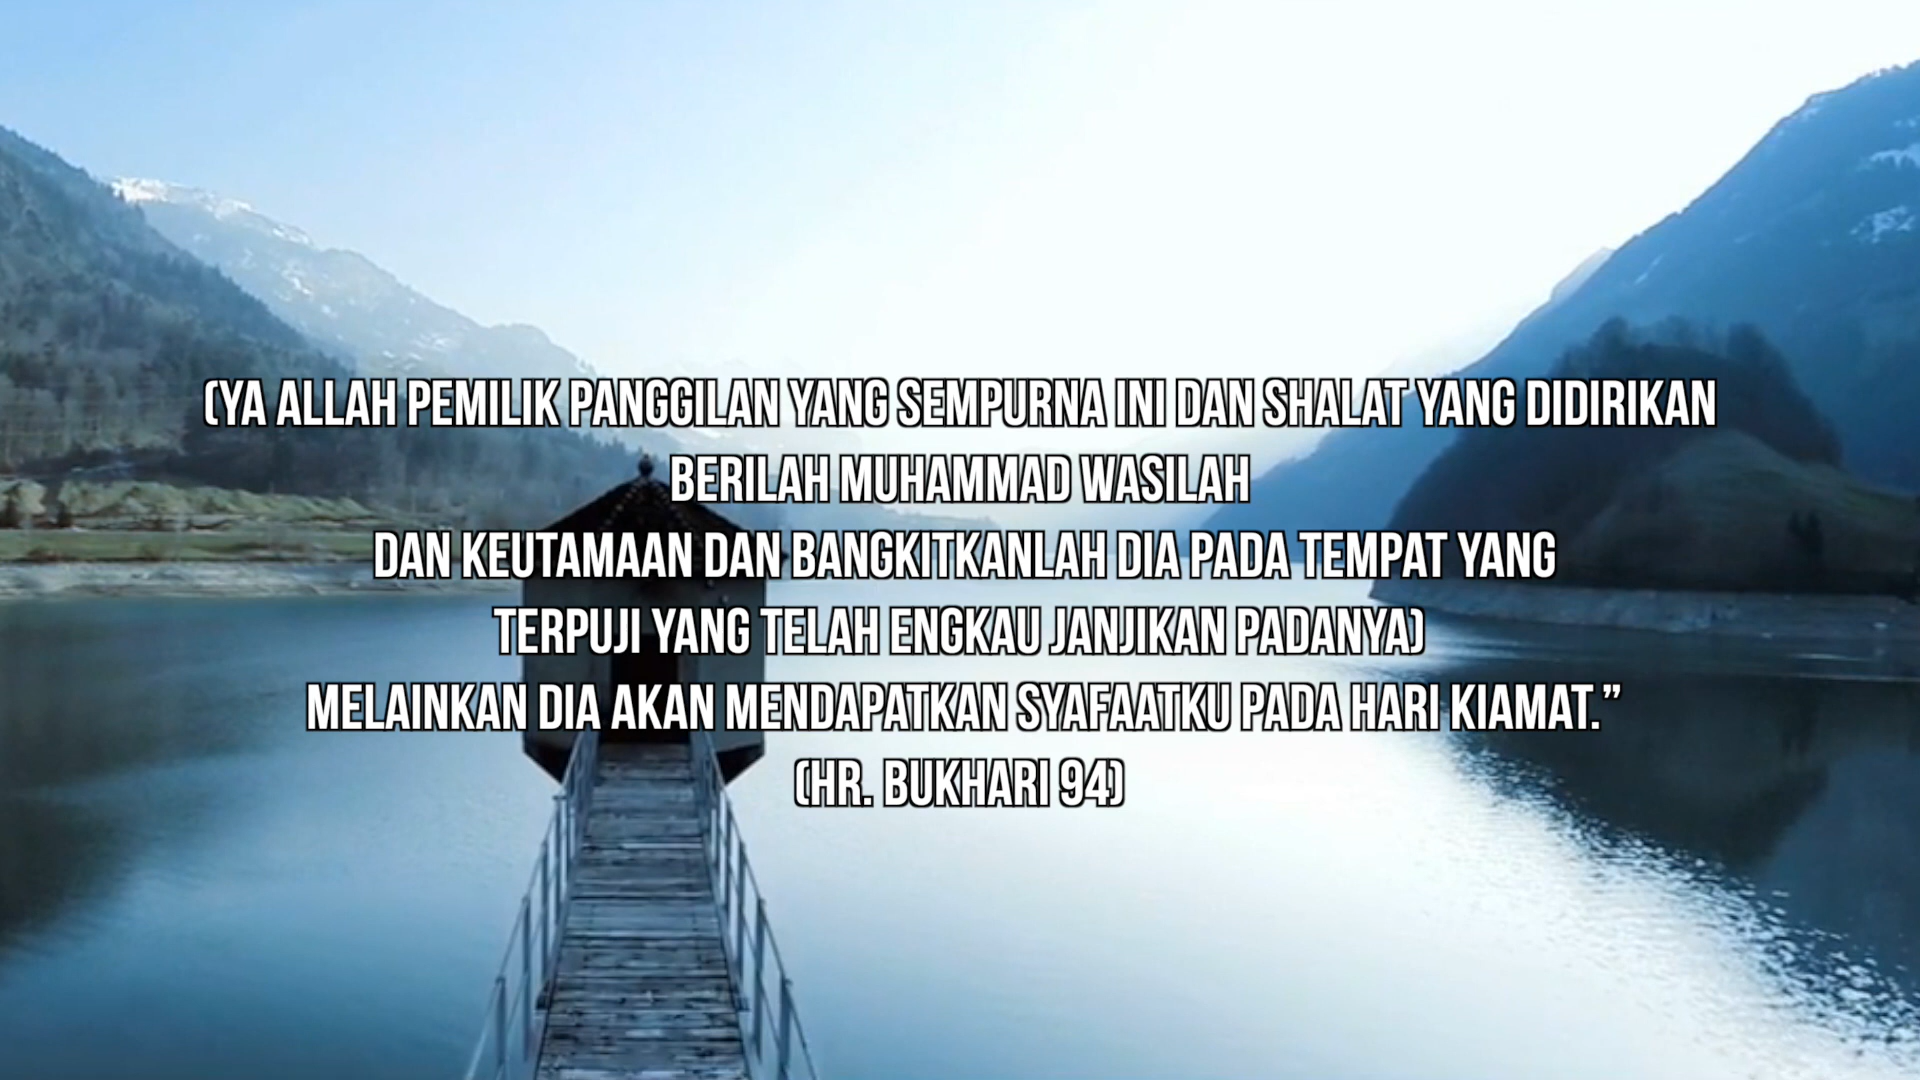 (YA ALLAH PEMILIK PANGGILAN YANG SEMPURNA INI DAN SHALAT YANG DIDIRIKAN
BERILAH MUHAMMAD WASILAH
DAN KEUTAMAAN DAN BANGKITKANLAH DIA PADA TEMPAT YANG
TERPUJI YANG TELAH ENGKAU JANJIKAN PADANYA)
MELAINKAN DIA AKAN MENDAPATKAN SYAFAATKU PADA HARI KIAMAT.”
(HR. BUKHARI 94)